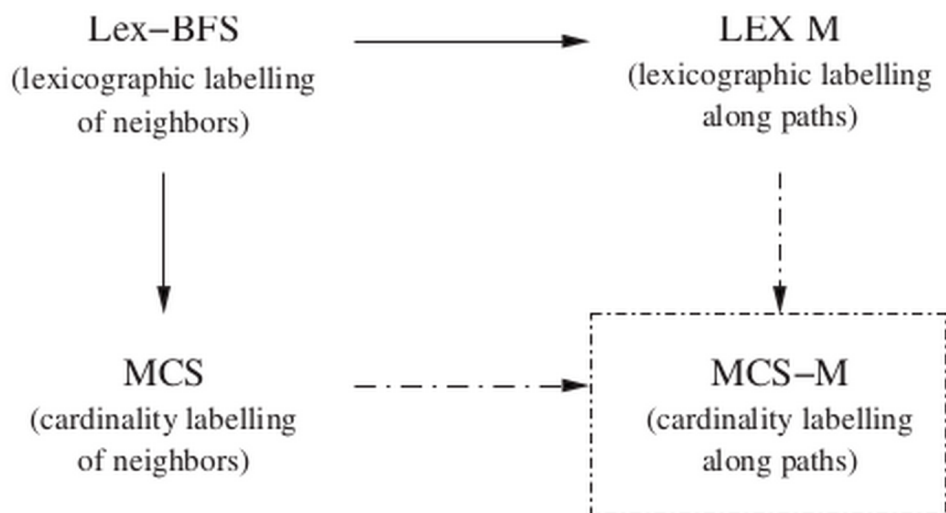 Lex–BFS
(lexicographic labelling
of neighbors)
LEX M
(lexicographic labelling
along paths)
MCS
(cardinality labelling
of neighbors)
MCS–M
(cardinality labelling
along paths)